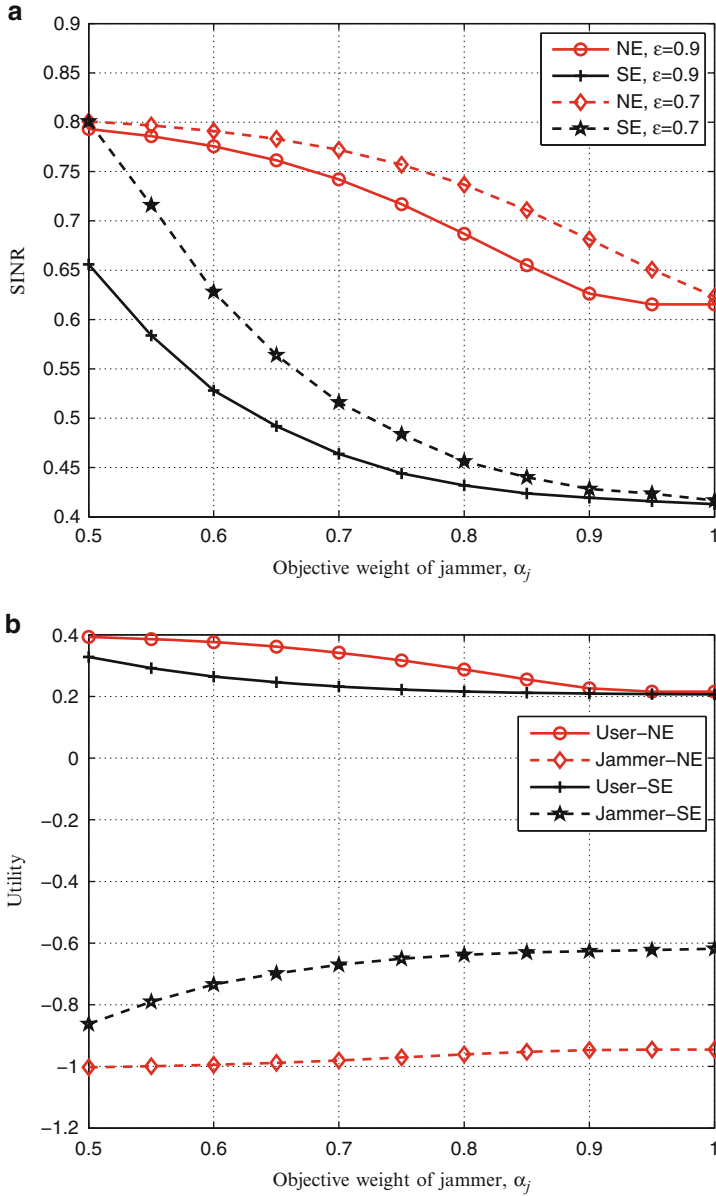 a
0.9
0.85
0.8
0.75
0.7
0.65
0.6
0.55
0.5
0.45
0.4
SINR
NE, ε=0.9
SE, ε=0.9
NE, ε=0.7
SE, ε=0.7
0.5 0.6 0.7 0.8 0.9 1
Objective weight of jammer, αj
b
0.4
0.2
0
−0.2
−0.4
−0.6
−0.8
−1
−1.2
Utility
User−NE
Jammer−NE
User−SE
Jammer−SE
0.5 0.6 0.7 0.8 0.9 1
Objective weight of jammer, αj